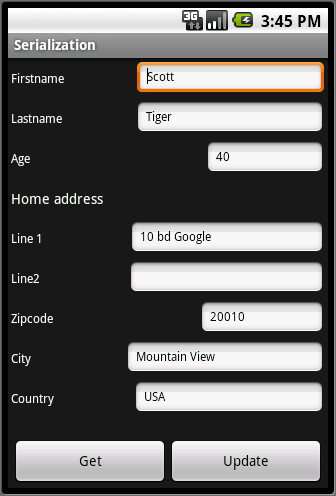 3G 3:45 PM
Serialization
Firstname Scott
Lastname Tiger
Age 40
Home address
Line 1 10 bd Google
Line2
Zipcode 20010
City Mountain View
Country USA
Get Update